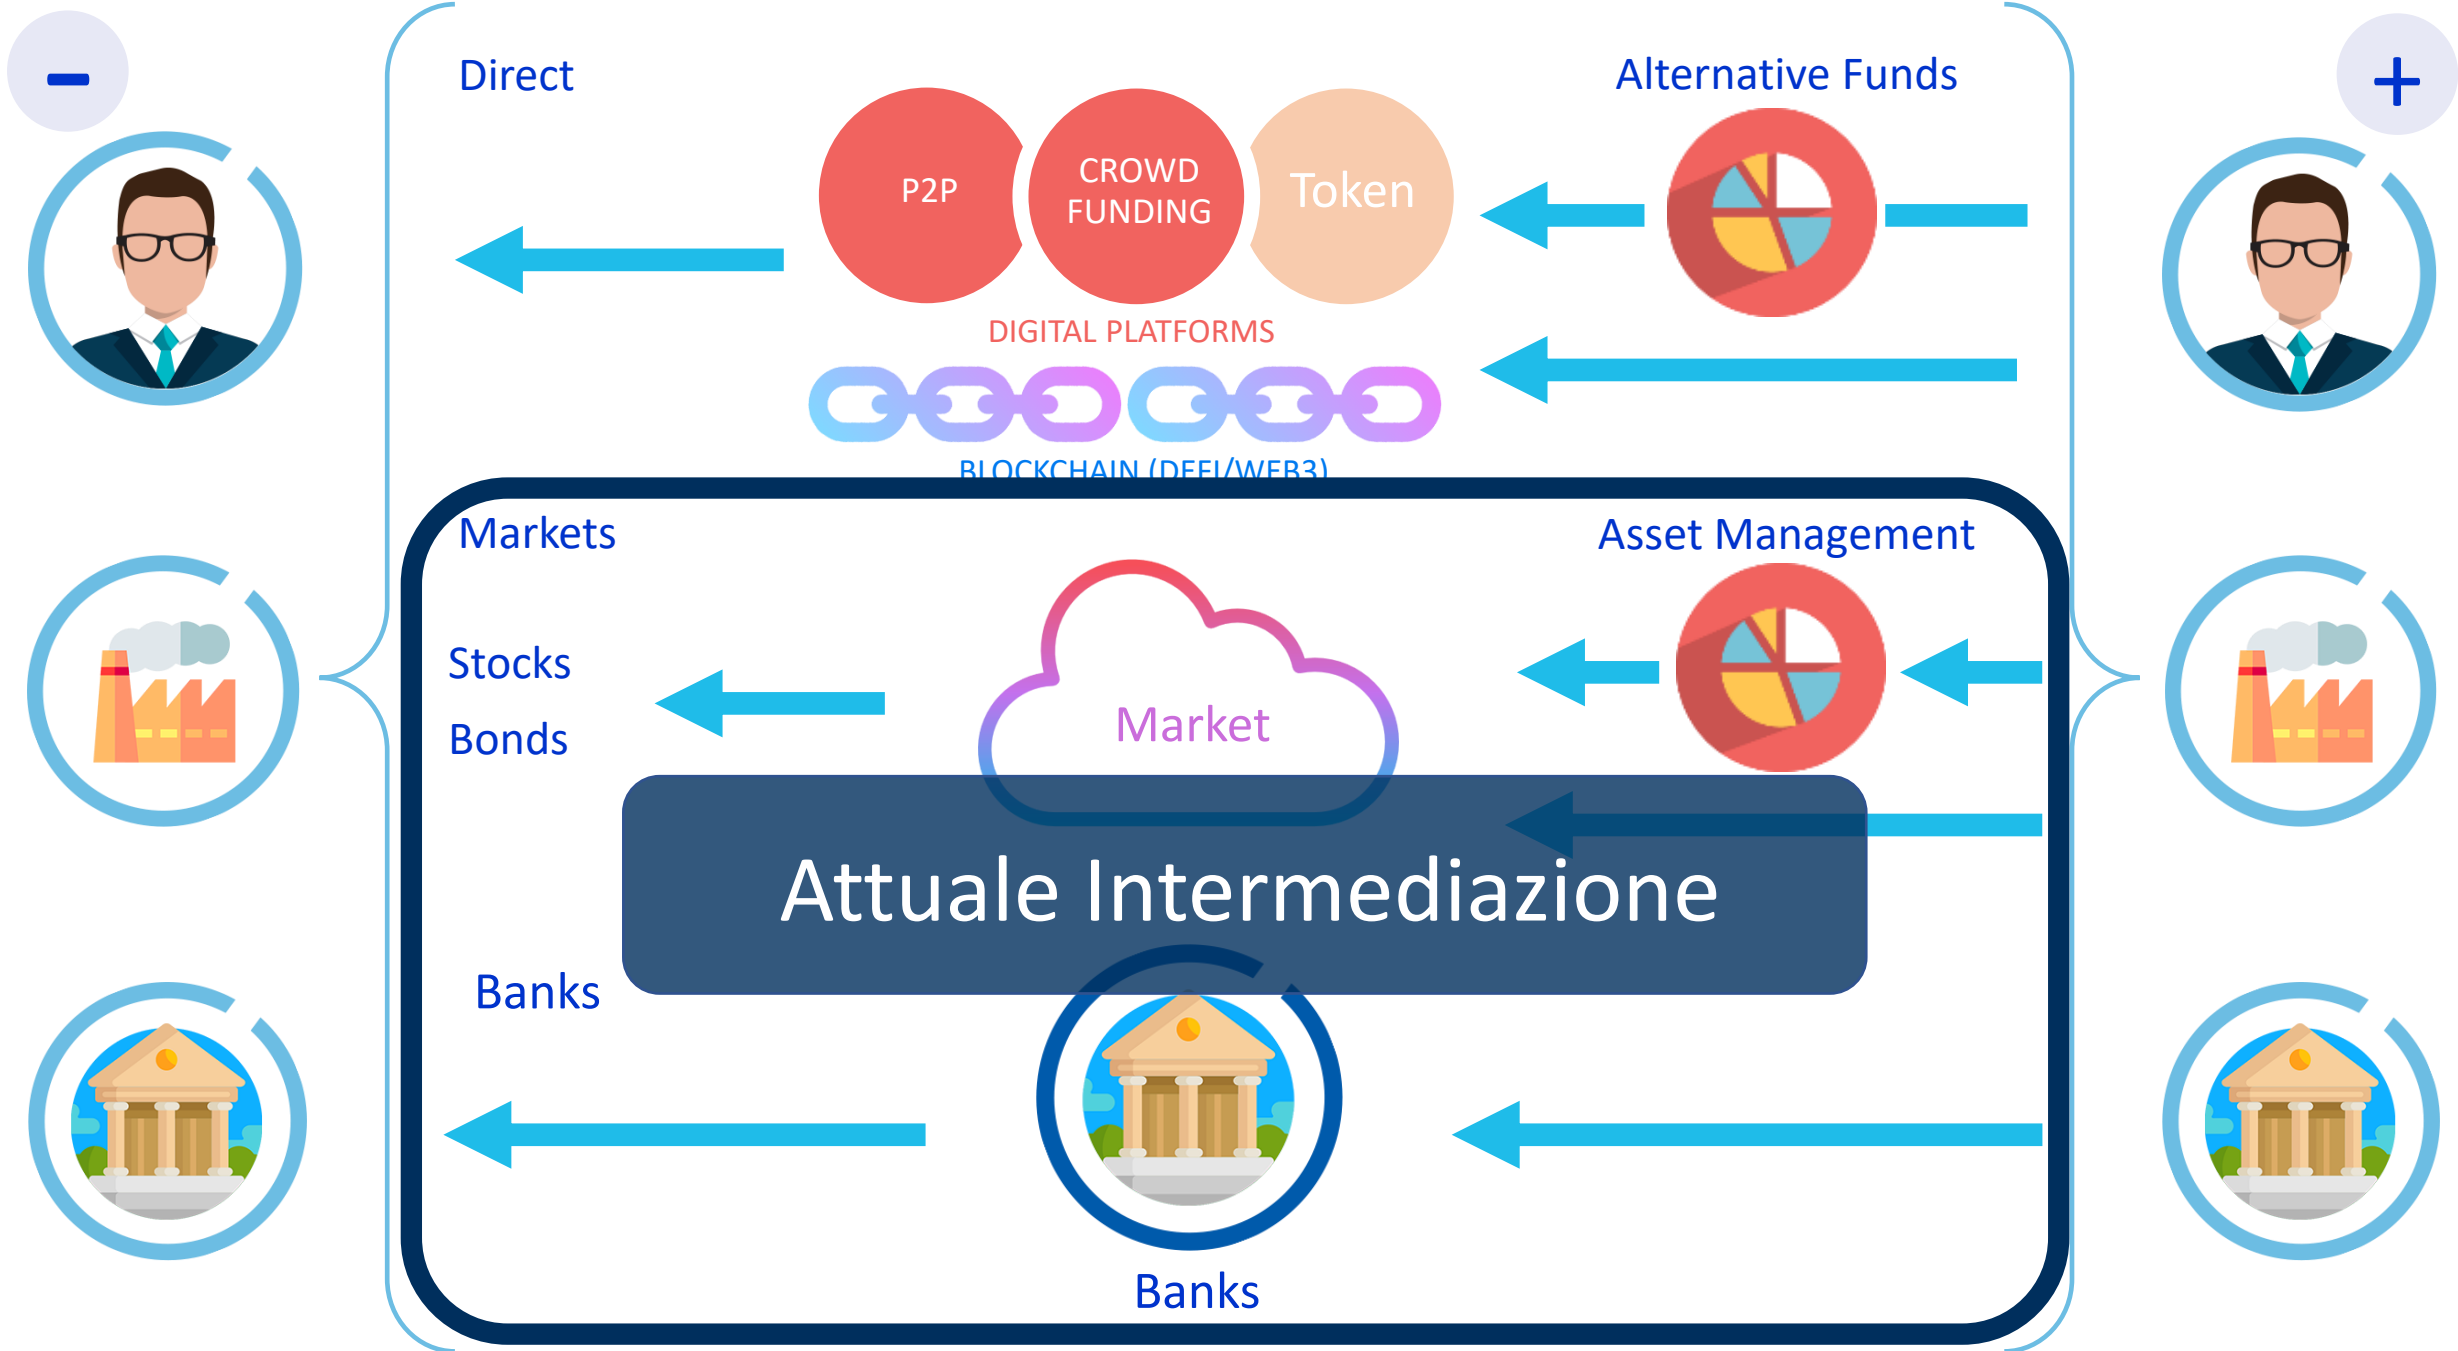 −
+
Direct
Alternative Funds
P2P
CROWD
FUNDING
Token
DIGITAL PLATFORMS
BLOCKCHAIN (DEFI/WEB3)
Markets
Asset Management
Stocks
Market
Bonds
Attuale Intermediazione
Banks
Banks